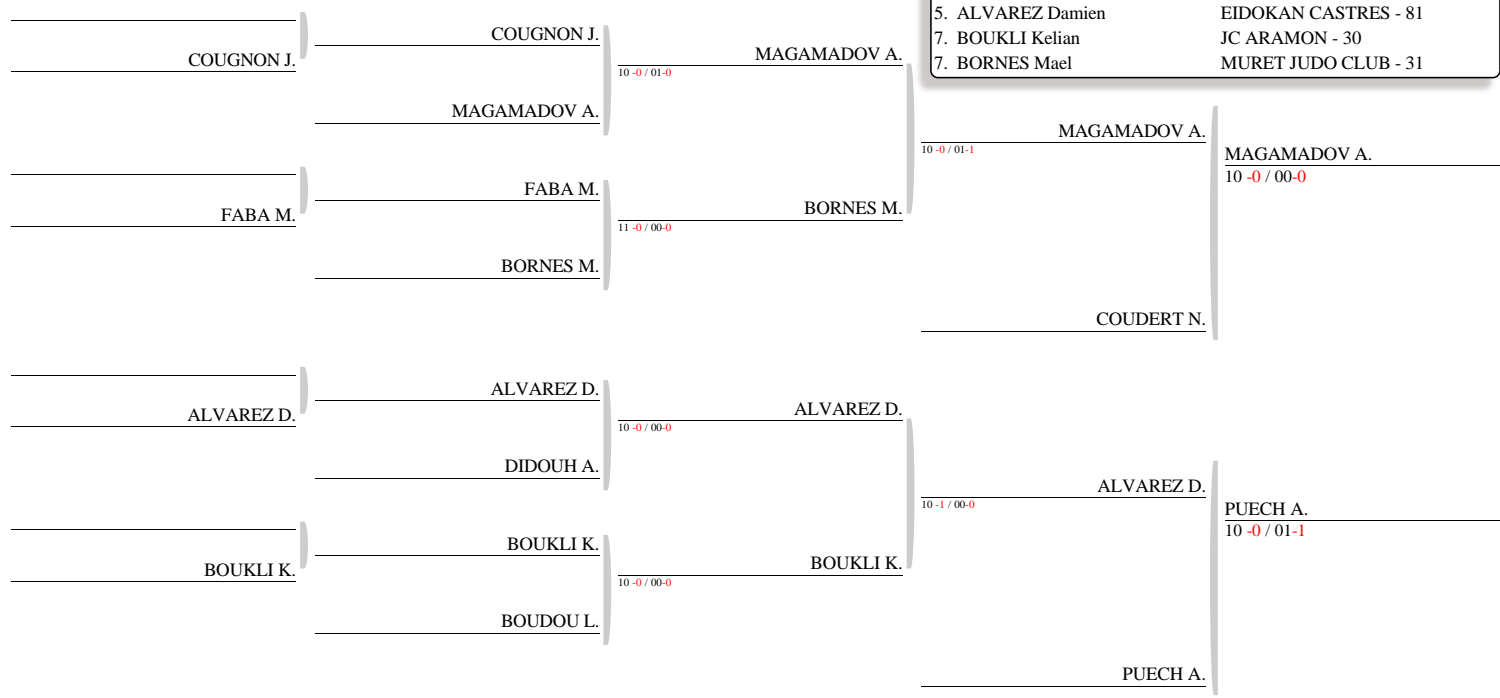 5. ALVAREZ Damien EIDOKAN CASTRES - 81
7. BOUKLI Kelian JC ARAMON - 30
7. BORNES Mael MURET JUDO CLUB - 31
COUGNON J.
COUGNON J.
MAGAMADOV A.
10 -0 / 01-0
MAGAMADOV A.
MAGAMADOV A.
10 -0 / 01-1
MAGAMADOV A.
10 -0 / 00-0
FABA M.
FABA M.
BORNES M.
11 -0 / 00-0
BORNES M.
COUDERT N.
ALVAREZ D.
ALVAREZ D.
ALVAREZ D.
10 -0 / 00-0
DIDOUH A.
ALVAREZ D.
10 -1 / 00-0
PUECH A.
10 -0 / 01-1
BOUKLI K.
BOUKLI K.
BOUKLI K.
10 -0 / 00-0
BOUDOU L.
PUECH A.